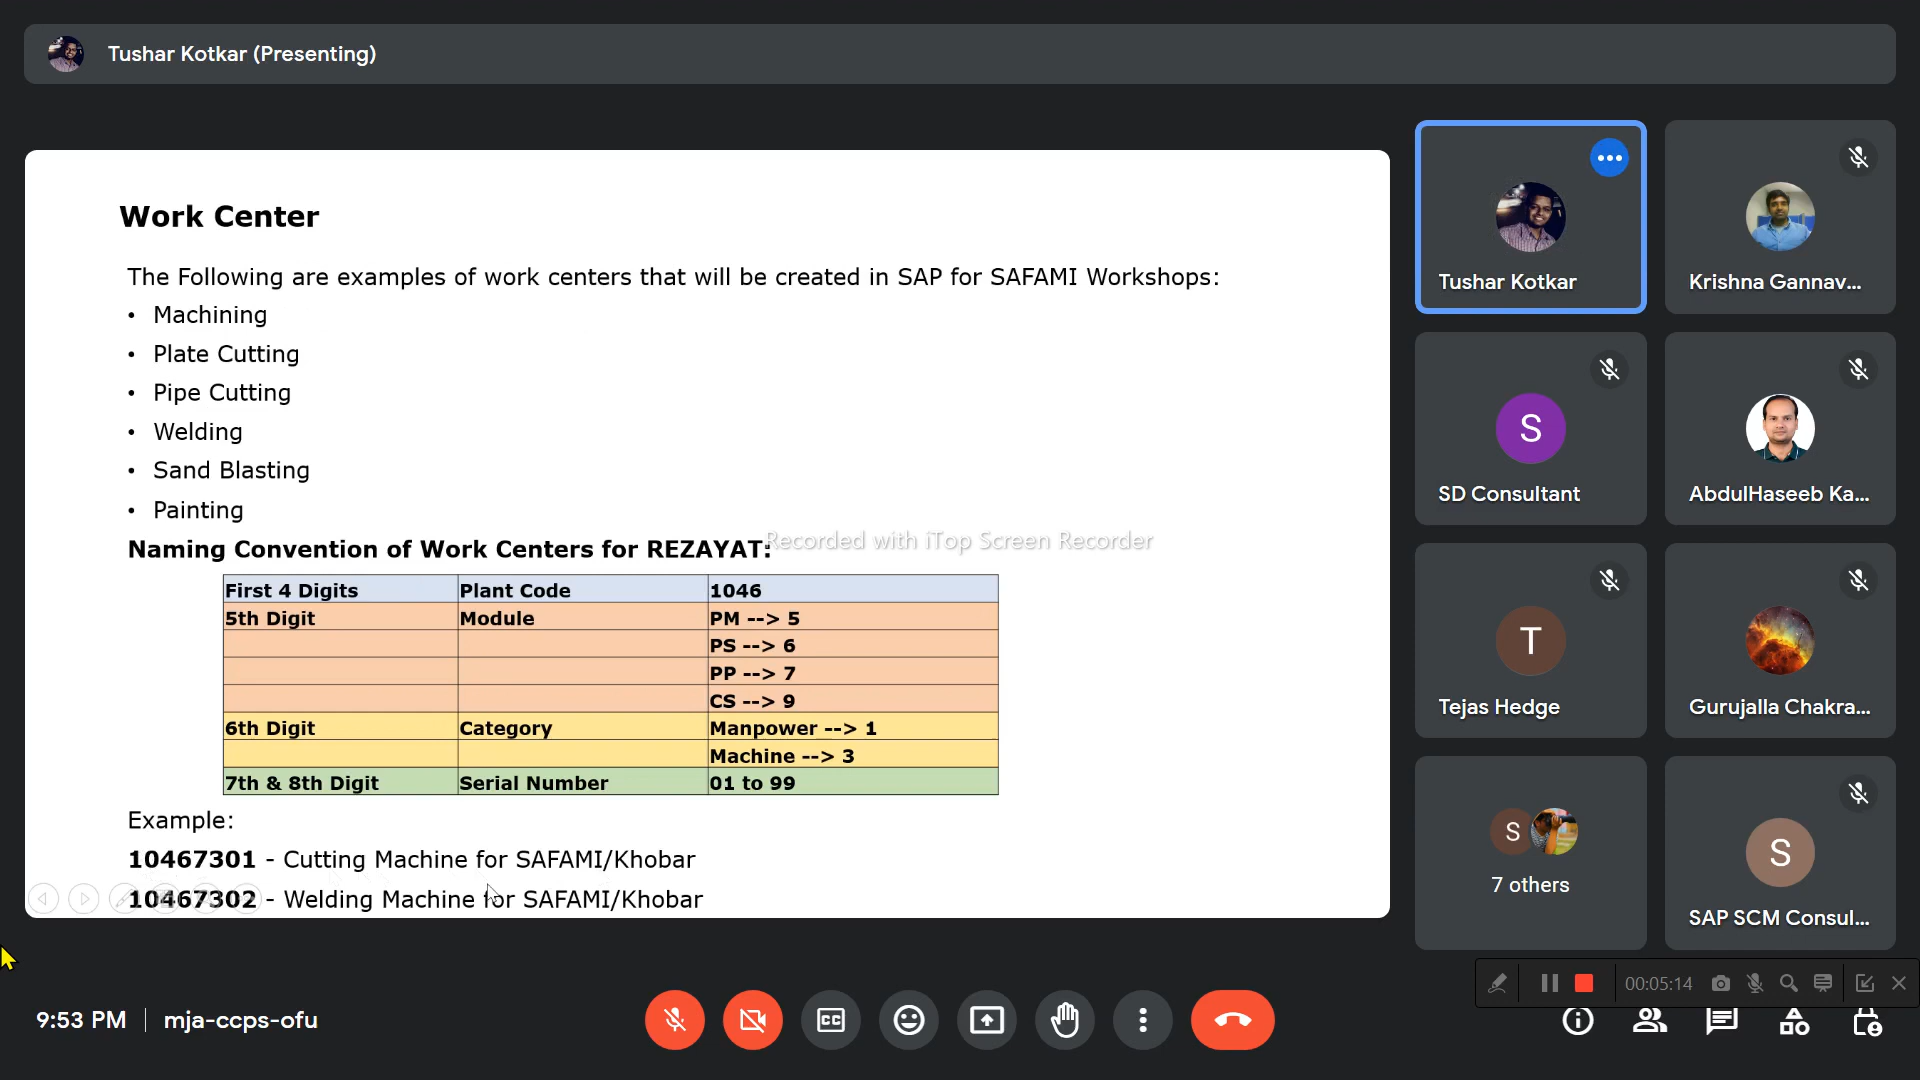 Tushar Kotkar (Presenting)
Work Center
The Following are examples of work centers that will be created in SAP for SAFAMI Workshops:
• Machining
• Plate Cutting
• Pipe Cutting
• Welding
• Sand Blasting
• Painting
Naming Convention of Work Centers for REZAYAT:
Recorded with iTop Screen Recorder
First 4 Digits Plant Code 1046
5th Digit Module PM --> 5
PS --> 6
PP --> 7
CS --> 9
6th Digit Category Manpower --> 1
Machine --> 3
7th & 8th Digit Serial Number 01 to 99
Example:
10467301 - Cutting Machine for SAFAMI/Khobar
10467302 - Welding Machine for SAFAMI/Khobar
Tushar Kotkar
Krishna Gannav...
S
SD Consultant
AbdulHaseeb Ka...
T
Tejas Hedge
Gurujalla Chakra...
S
7 others
S
SAP SCM Consul...
00:05:14
9:53 PM
mja-ccps-ofu
CC